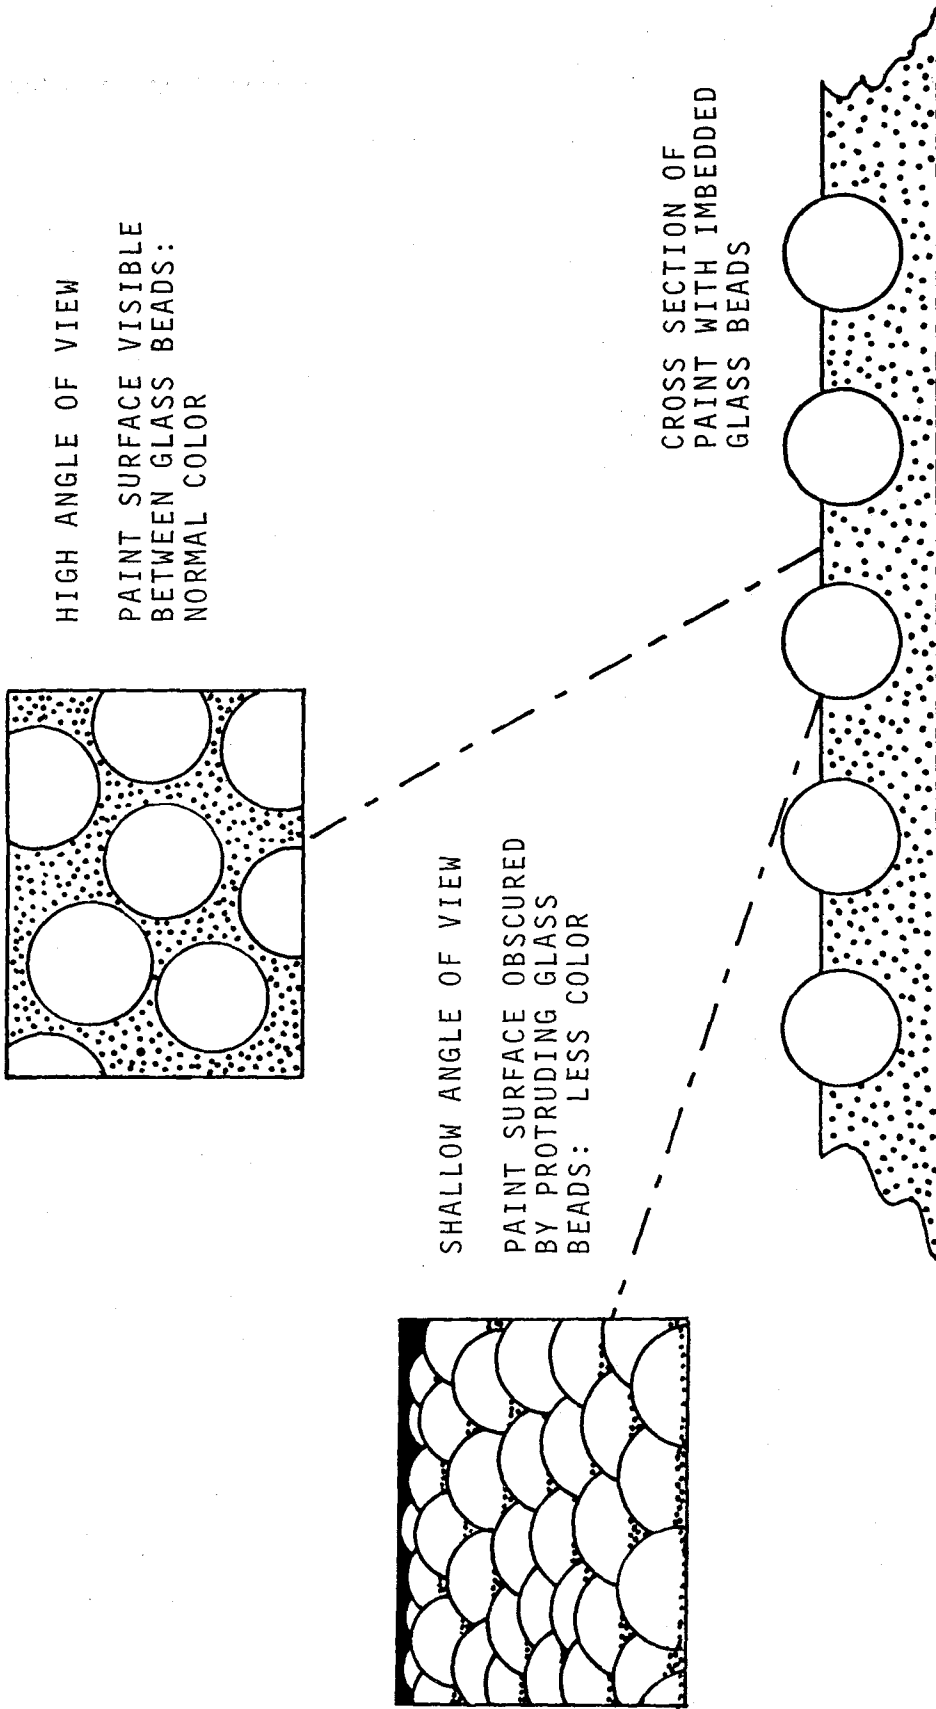 HIGH ANGLE OF VIEW
PAINT SURFACE VISIBLE
BETWEEN GLASS BEADS:
NORMAL COLOR
SHALLOW ANGLE OF VIEW
PAINT SURFACE OBSCURED
BY PROTRUDING GLASS
BEADS: LESS COLOR
CROSS SECTION OF
PAINT WITH IMBEDDED
GLASS BEADS